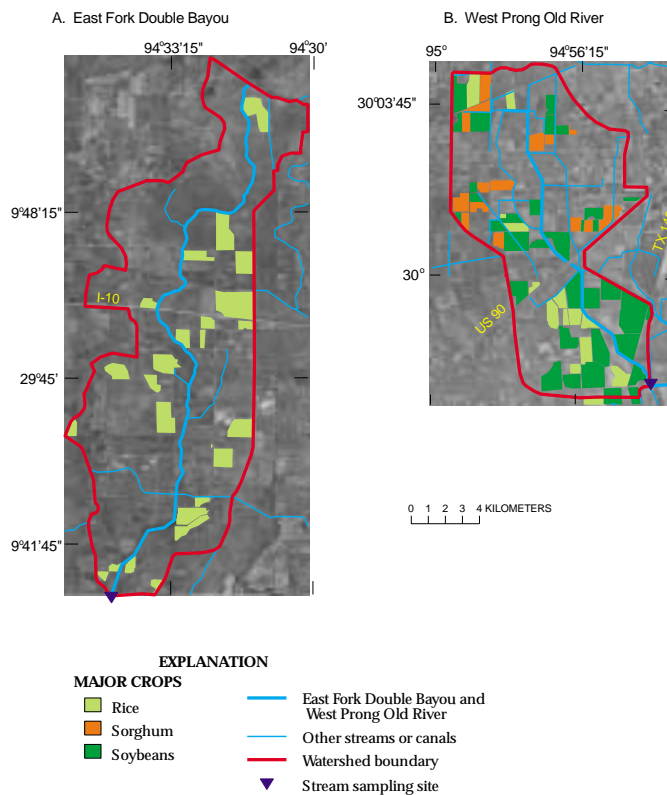 A. East Fork Double Bayou
B. West Prong Old River
94°33'15"
94°30'
95°
94°56'15"
30°03'45"
9°48'15"
I-10
29°45'
9°41'45"
30°
US 90
0 1 2 3 4 KILOMETERS
EXPLANATION
MAJOR CROPS
Rice
Sorghum
Soybeans
East Fork Double Bayou and
West Prong Old River
Other streams or canals
Watershed boundary
Stream sampling site